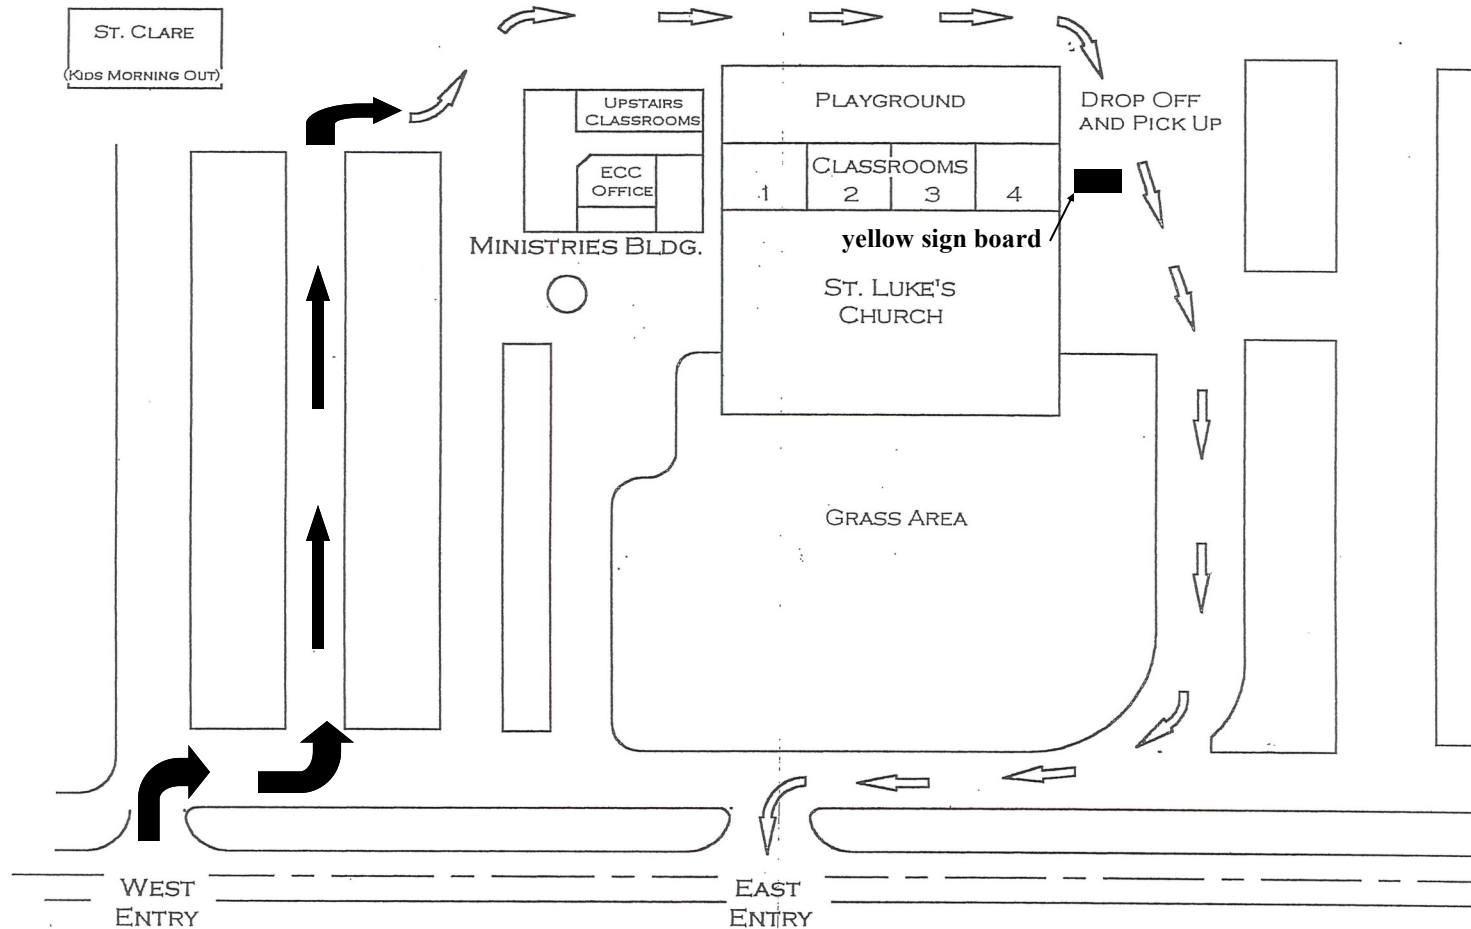 ST. CLARE
(KIDS MORNING OUT)
UPSTAIRS
CLASSROOMS
ECC
OFFICE
MINISTRIES BLDG.
PLAYGROUND
CLASSROOMS
1 2 3 4
DROP OFF
AND PICK UP
yellow sign board
ST. LUKE'S
CHURCH
GRASS AREA
WEST
ENTRY
EAST
ENTRY